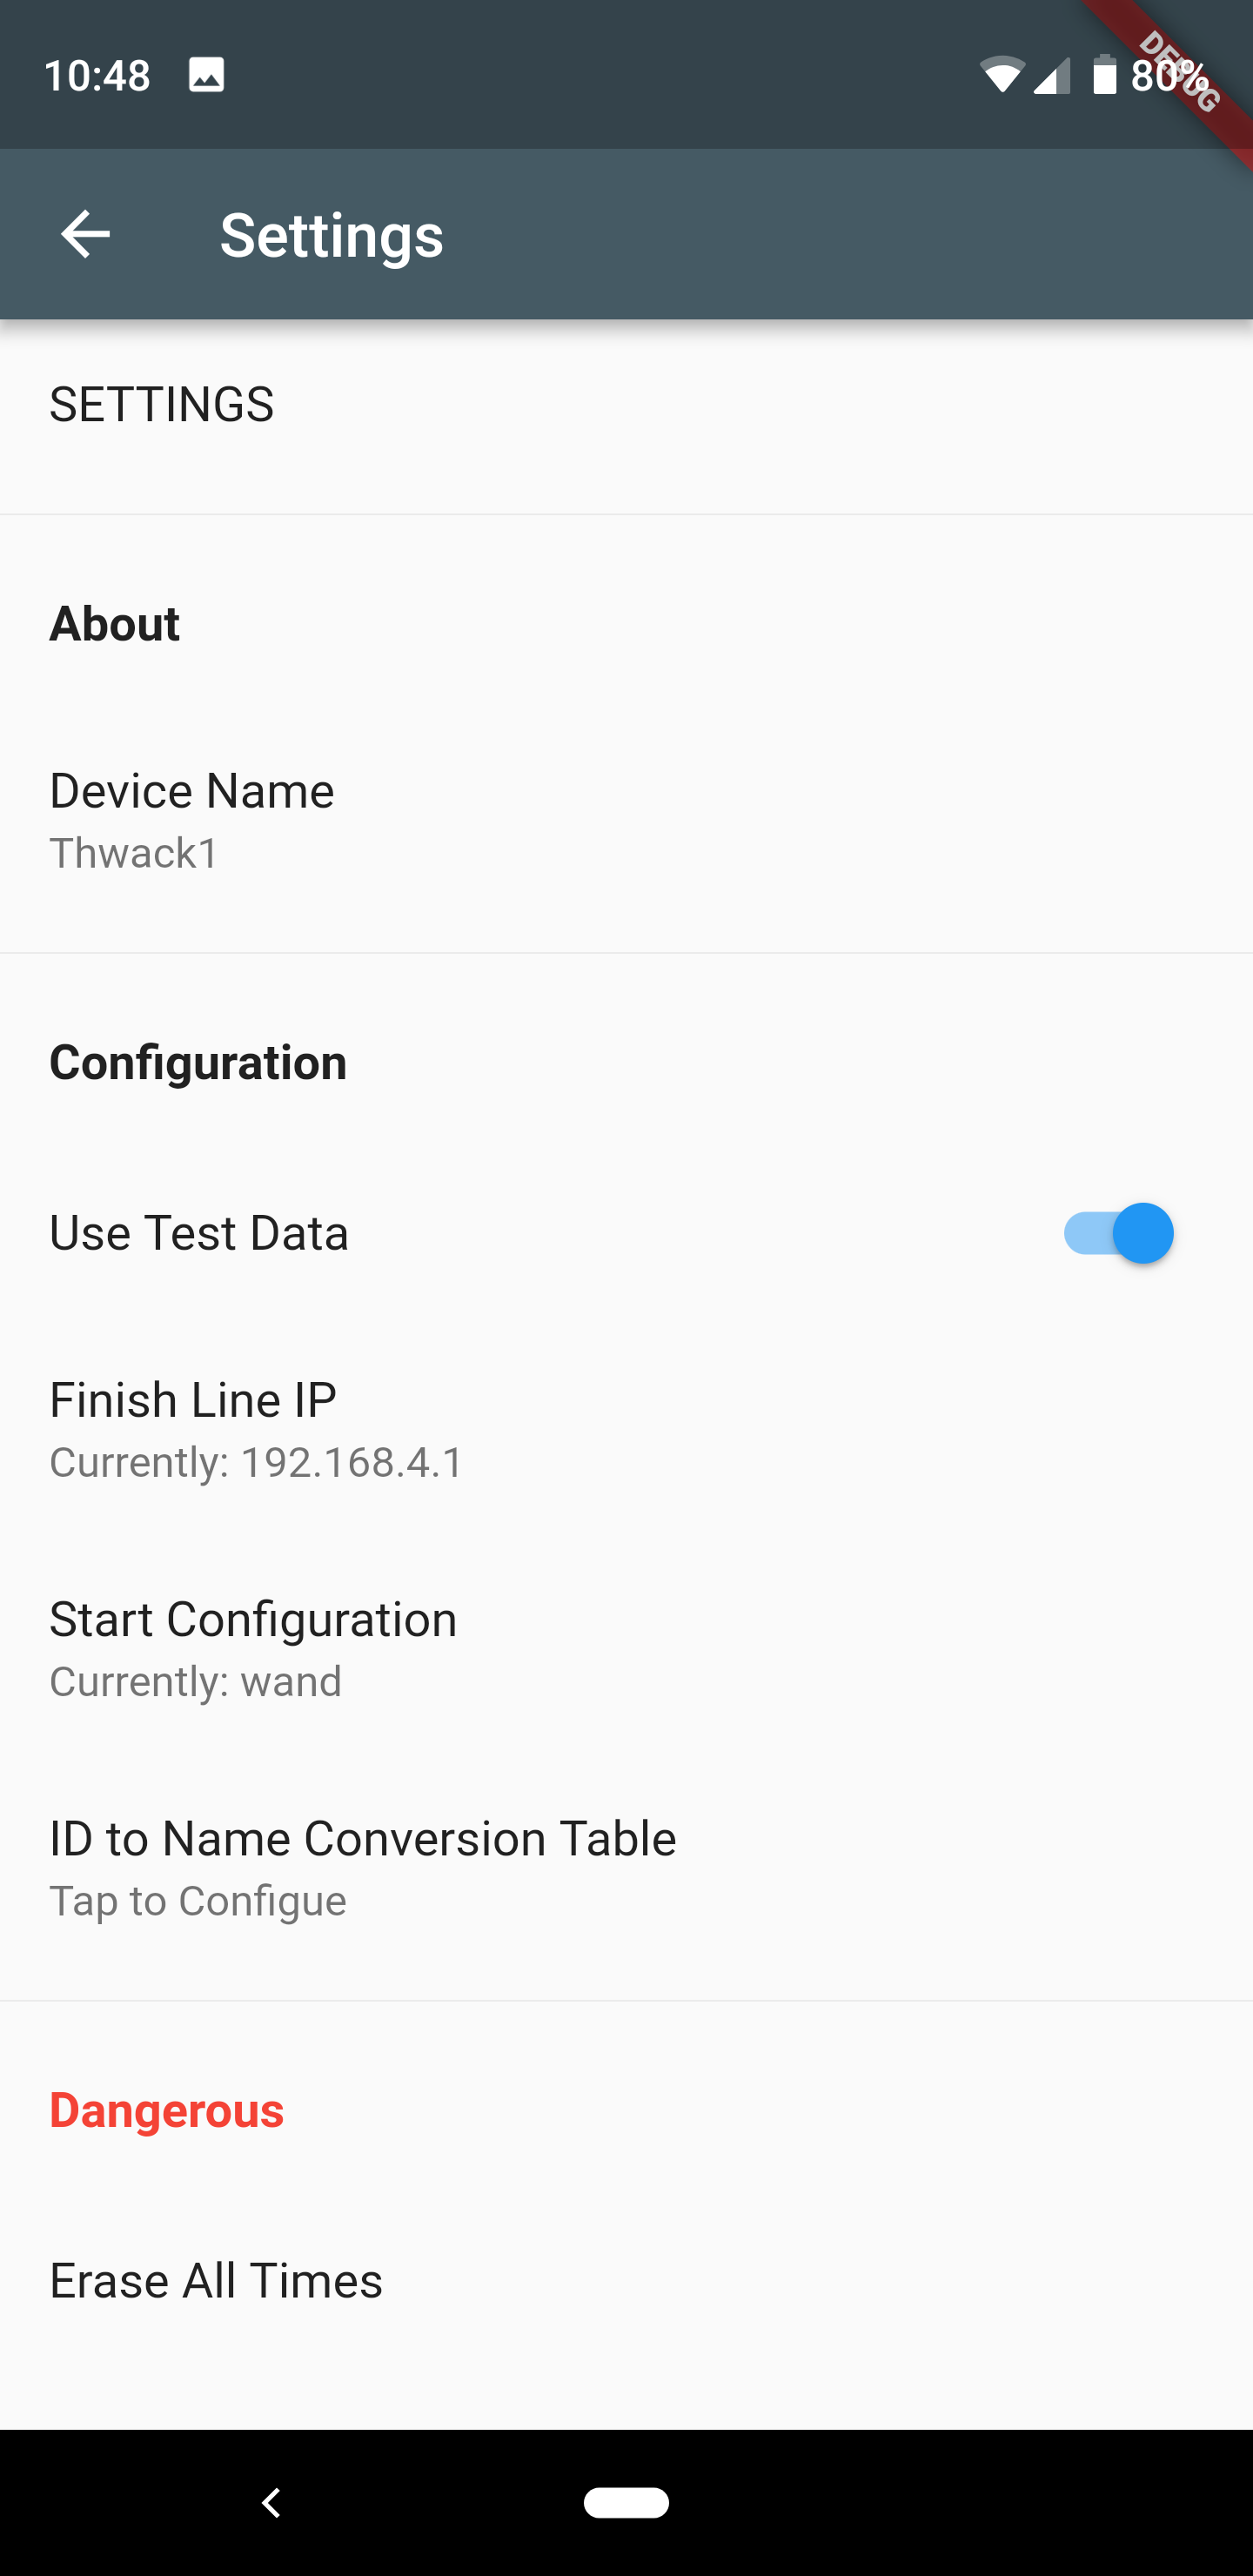 10:48
80%
DEBUG
Settings
SETTINGS
About
Device Name
Thwack1
Configuration
Use Test Data
Finish Line IP
Currently: 192.168.4.1
Start Configuration
Currently: wand
ID to Name Conversion Table
Tap to Configue
Dangerous
Erase All Times